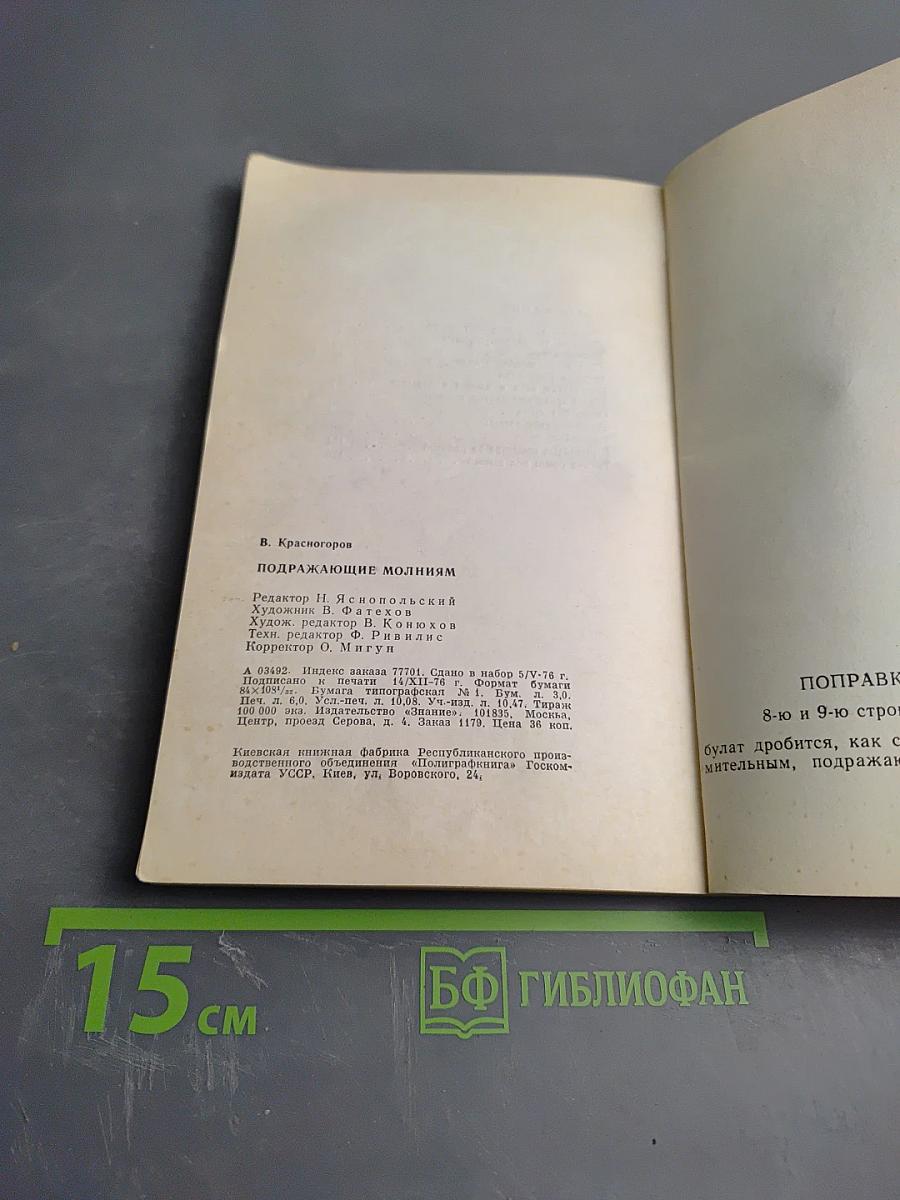 В. Красногоров
ПОДРАЖАЮЩИЕ МОЛНИЯМ
Редактор Н. Яснопольский
Художник В. Фатехов
Худож. редактор В. Конюхов
Техн. редактор Ф. Ривилис
Корректор О. Мигун
А 03492. Индекс заказа 77701. Сдано в набор 5/V-76 г.
Подписано к печати 14/XII-76 г. Формат бумаги
84×108¹/₃₂. Бумага типографская № 1. Бум. л. 3,0.
Печ. л. 6,0. Усл.-печ. л. 10,08. Уч.-изд. л. 10,47. Тираж
100 000 экз. Издательство «Знание». 101835. Москва,
Центр, проезд Серова, д. 4. Заказ 1179. Цена 36 коп.
Киевская книжная фабрика Республиканского произ-
водственного объединения «Полиграфкнига» Госком-
издата УССР. Киев, ул. Воровского, 24.
ПОПРАВК
8-ю и 9-ю стро
булат дробится, как с
мительным, подражаю
15 см
БФ ГИБЛИОФАН